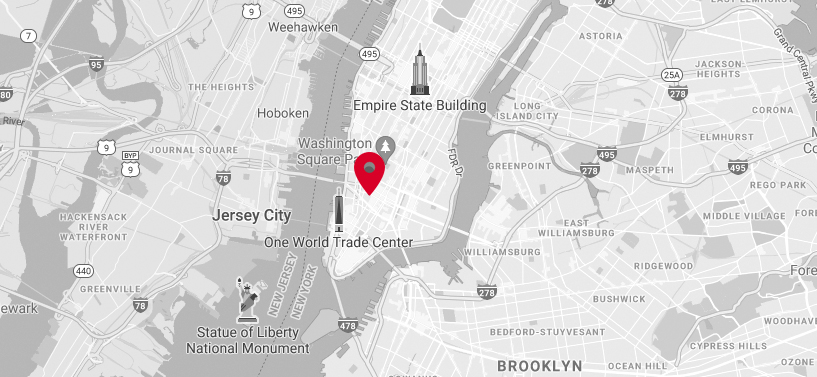 278
ELMHURST
9
495
Weehawken
ASTORIA
7
495
Grand Central Pkwy
95
JACKSON
HEIGHTS
25A
278
THE HEIGHTS
80
Empire State Building
LONG
ISLAND CITY
CORONA
Hoboken
River
ELMHURST
9
JOURNAL SQUARE
BYP
9
Washington
Square
FDR Dr
GREENPOINT
495
278
495
78
MASPETH
REGO PARK
HACKENSACK
RIVER
WATERFRONT
Jersey City
MIDDLE VILLAGE
EAST
WILLIAMSBURG
One World Trade Center
WILLIAMSBURG
440
NEW JERSEY
NEW YORK
RIDGEWOOD
Fore
GREENVILLE
78
278
BUSHWICK
ewark
478
Statue of Liberty
National Monument
BEDFORD-STUYVESANT
WOODHAV
CYPRESS HILLS
BROOKLYN
OCEAN HILL
OZONE